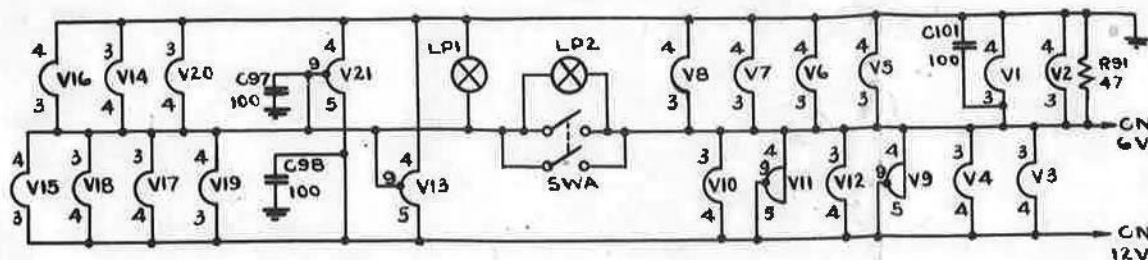 4 3 3 4 LP1 LP2 4 4 4 4 C101 4 4
V16 V14 V20 C97 9 V21 V8 V7 V6 V5 100 V1 V2 R91
3 4 4 100 5 3 3 3 3 3 3 47
CN
6V
4 3 3 4 C98 4 SWA 3 4 3 4 3 3
V15 V18 V17 V19 100 9 V13 V10 9 V11 V12 9 V9 V4 V3
3 4 4 3 5 4 5 4 5 4 4
CN
12V